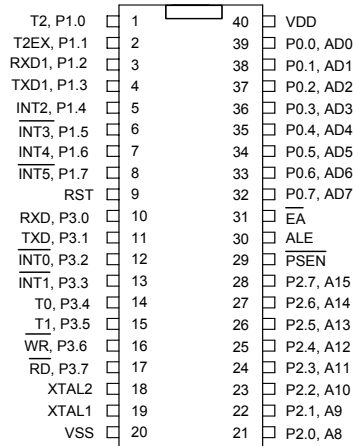 T2, P1.0 1 40 VDD
T2EX, P1.1 2 39 P0.0, AD0
RXD1, P1.2 3 38 P0.1, AD1
TXD1, P1.3 4 37 P0.2, AD2
INT2, P1.4 5 36 P0.3, AD3
INT3, P1.5 6 35 P0.4, AD4
INT4, P1.6 7 34 P0.5, AD5
INT5, P1.7 8 33 P0.6, AD6
RST 9 32 P0.7, AD7
RXD, P3.0 10 31 EA
TXD, P3.1 11 30 ALE
INT0, P3.2 12 29 PSEN
INT1, P3.3 13 28 P2.7, A15
T0, P3.4 14 27 P2.6, A14
T1, P3.5 15 26 P2.5, A13
WR, P3.6 16 25 P2.4, A12
RD, P3.7 17 24 P2.3, A11
XTAL2 18 23 P2.2, A10
XTAL1 19 22 P2.1, A9
VSS 20 21 P2.0, A8